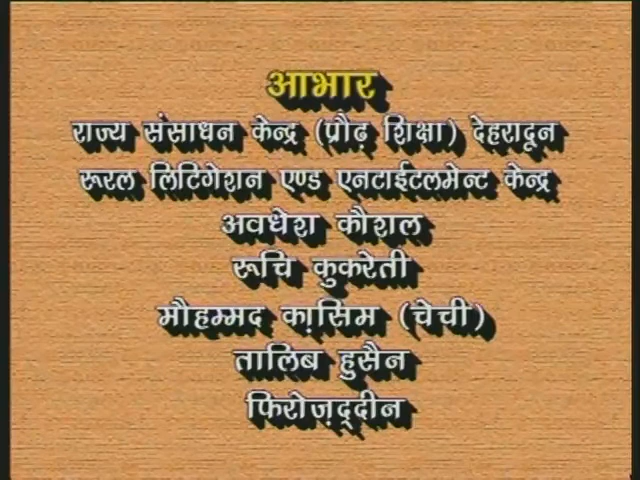 आभार
राज्य संसाधन केन्द्र (प्रौढ़ शिक्षा) देहरादून
रूरल लिटिगेशन एण्ड एनटाईटलमेन्ट केन्द्र
अवधेश कौशल
रूचि कुकरेती
मौहम्मद का़सिम (चेची)
तालिब हुसैन
फिरोज़द्दीन